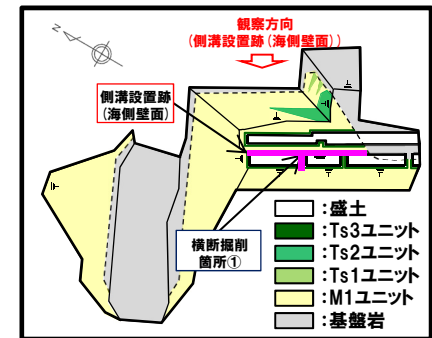 N
観察方向
(側溝設置跡(海側壁面))
側溝設置跡
(海側壁面)
横断掘削
箇所①
:盛土
:Ts3ユニット
:Ts2ユニット
:Ts1ユニット
:M1ユニット
:基盤岩